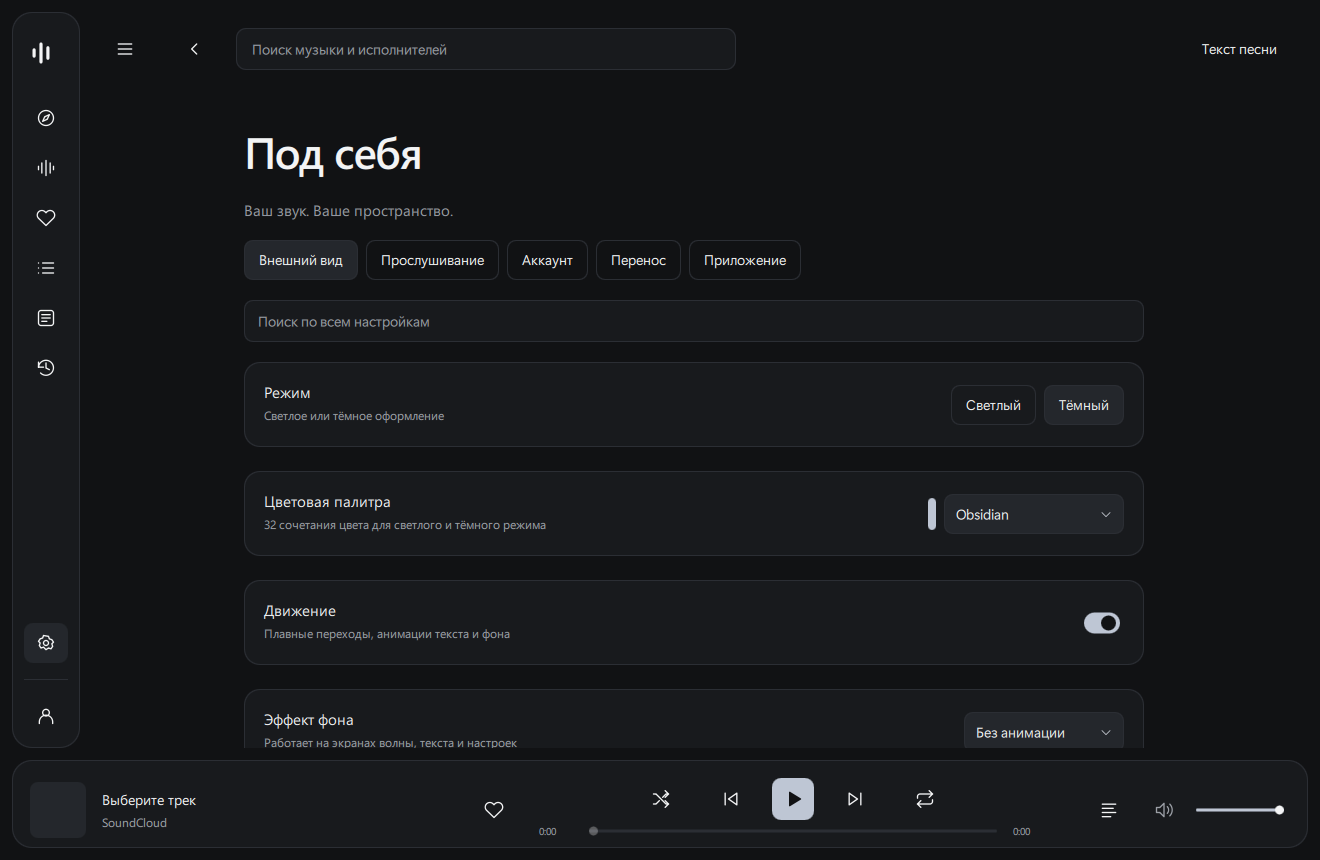 Поиск музыки и исполнителей
Текст песни
Под себя
Ваш звук. Ваше пространство.
Внешний вид Прослушивание Аккаунт Перенос Приложение
Поиск по всем настройкам
Режим
Светлое или тёмное оформление
Светлый Тёмный
Цветовая палитра
32 сочетания цвета для светлого и тёмного режима
Obsidian
Движение
Плавные переходы, анимации текста и фона
Эффект фона
Работает на экранах волны, текста и настроек
Без анимации
Выберите трек
SoundCloud
0:00 0:00